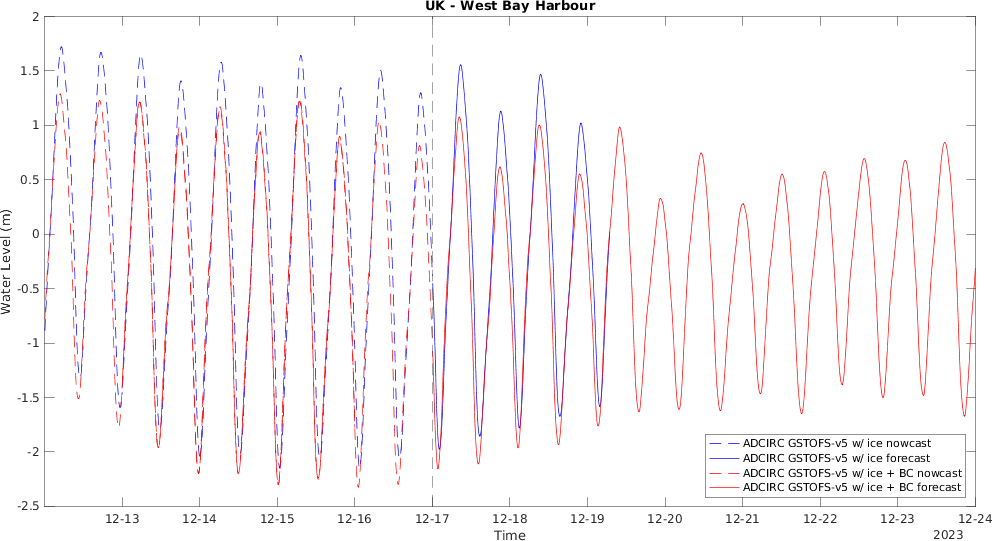 UK - West Bay Harbour
2
1.5
1
0.5
0
-0.5
-1
-1.5
-2
-2.5
Water Level (m)
ADCIRC GSTOFS-v5 w/ ice nowcast
ADCIRC GSTOFS-v5 w/ ice forecast
ADCIRC GSTOFS-v5 w/ ice + BC nowcast
ADCIRC GSTOFS-v5 w/ ice + BC forecast
12-13 12-14 12-15 12-16 12-17 12-18 12-19 12-20 12-21 12-22 12-23 12-24
Time
2023